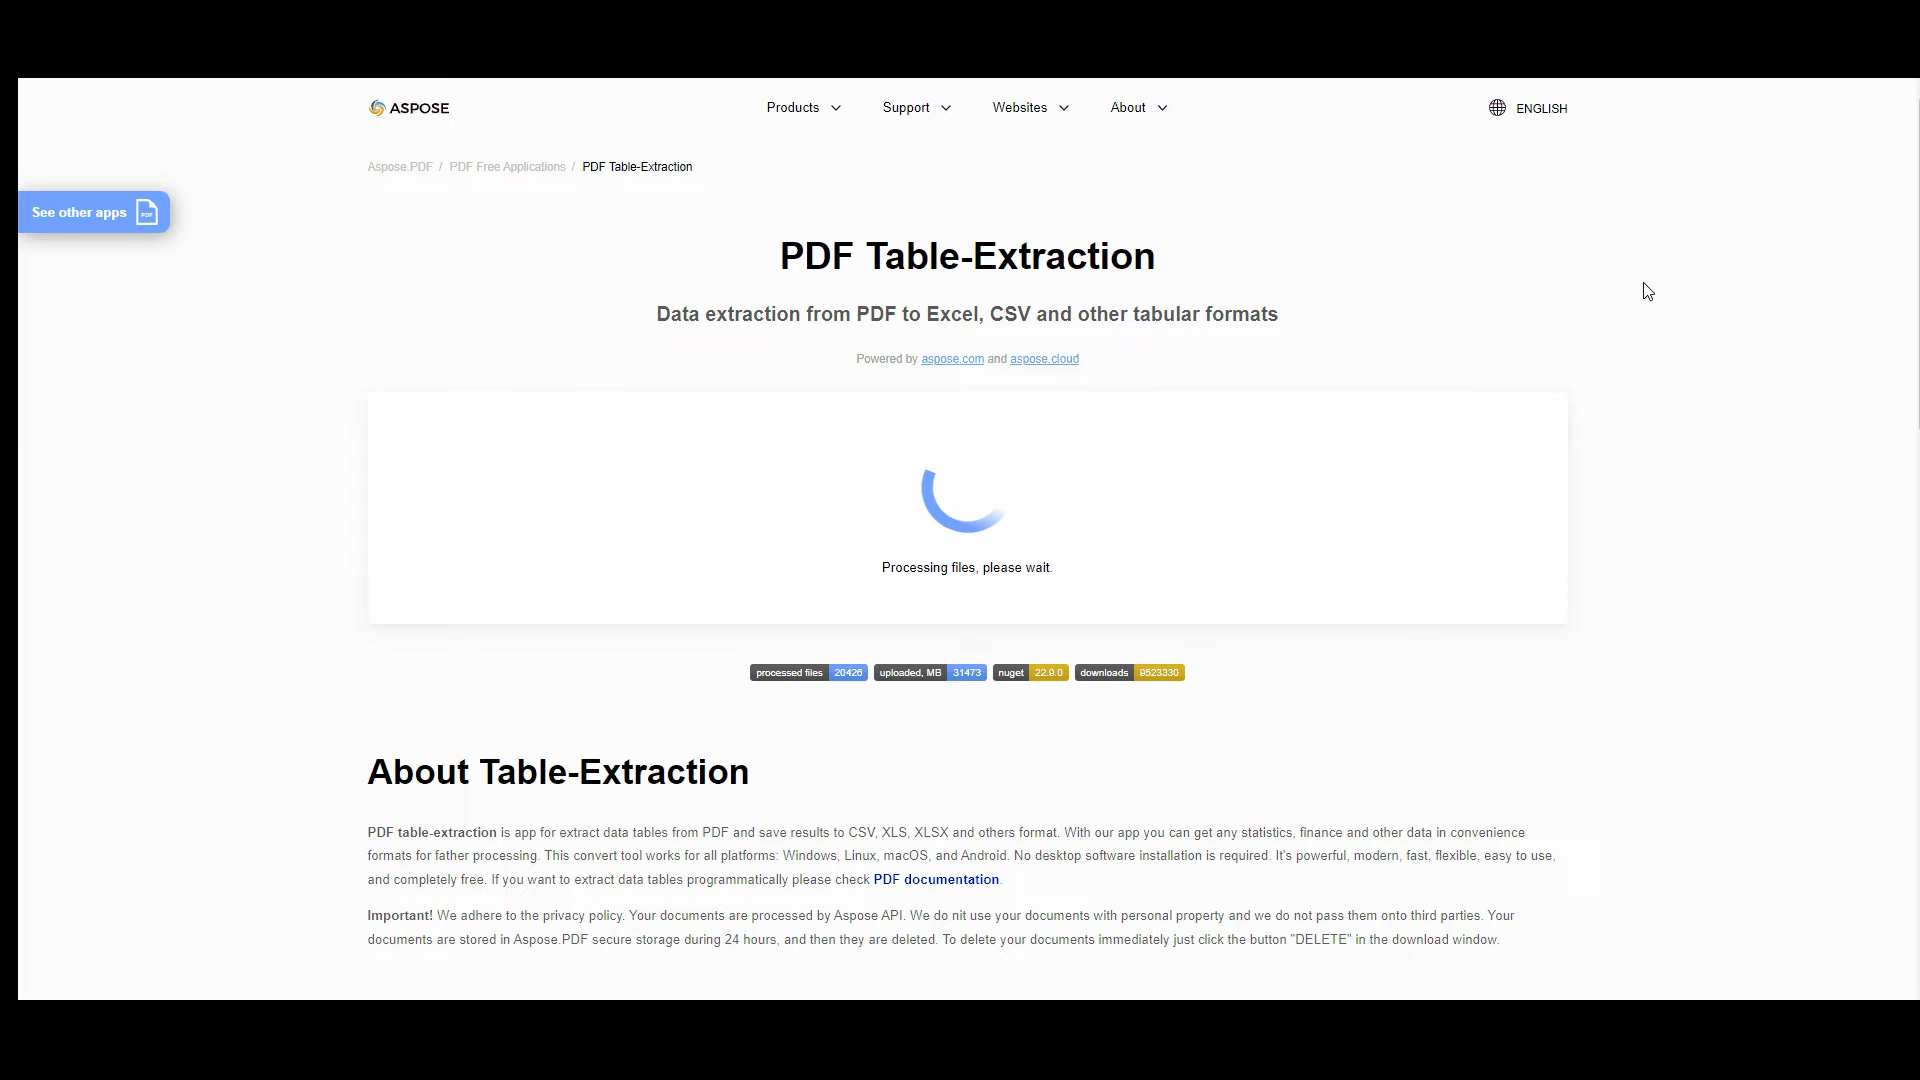 ASPOSE Products Support Websites About ENGLISH
Aspose.PDF / PDF Free Applications / PDF Table-Extraction
See other apps PDF
PDF Table-Extraction
Data extraction from PDF to Excel, CSV and other tabular formats
Powered by aspose.com and aspose.cloud
Processing files, please wait.
processed files 20426 uploaded, MB 31473 nuget 22.9.0 downloads 9523330
About Table-Extraction
PDF table-extraction is app for extract data tables from PDF and save results to CSV, XLS, XLSX and others format. With our app you can get any statistics, finance and other data in convenience
formats for father processing. This convert tool works for all platforms: Windows, Linux, macOS, and Android. No desktop software installation is required. It's powerful, modern, fast, flexible, easy to use,
and completely free. If you want to extract data tables programmatically please check PDF documentation.
Important! We adhere to the privacy policy. Your documents are processed by Aspose API. We do nit use your documents with personal property and we do not pass them onto third parties. Your
documents are stored in Aspose.PDF secure storage during 24 hours, and then they are deleted. To delete your documents immediately just click the button "DELETE" in the download window.